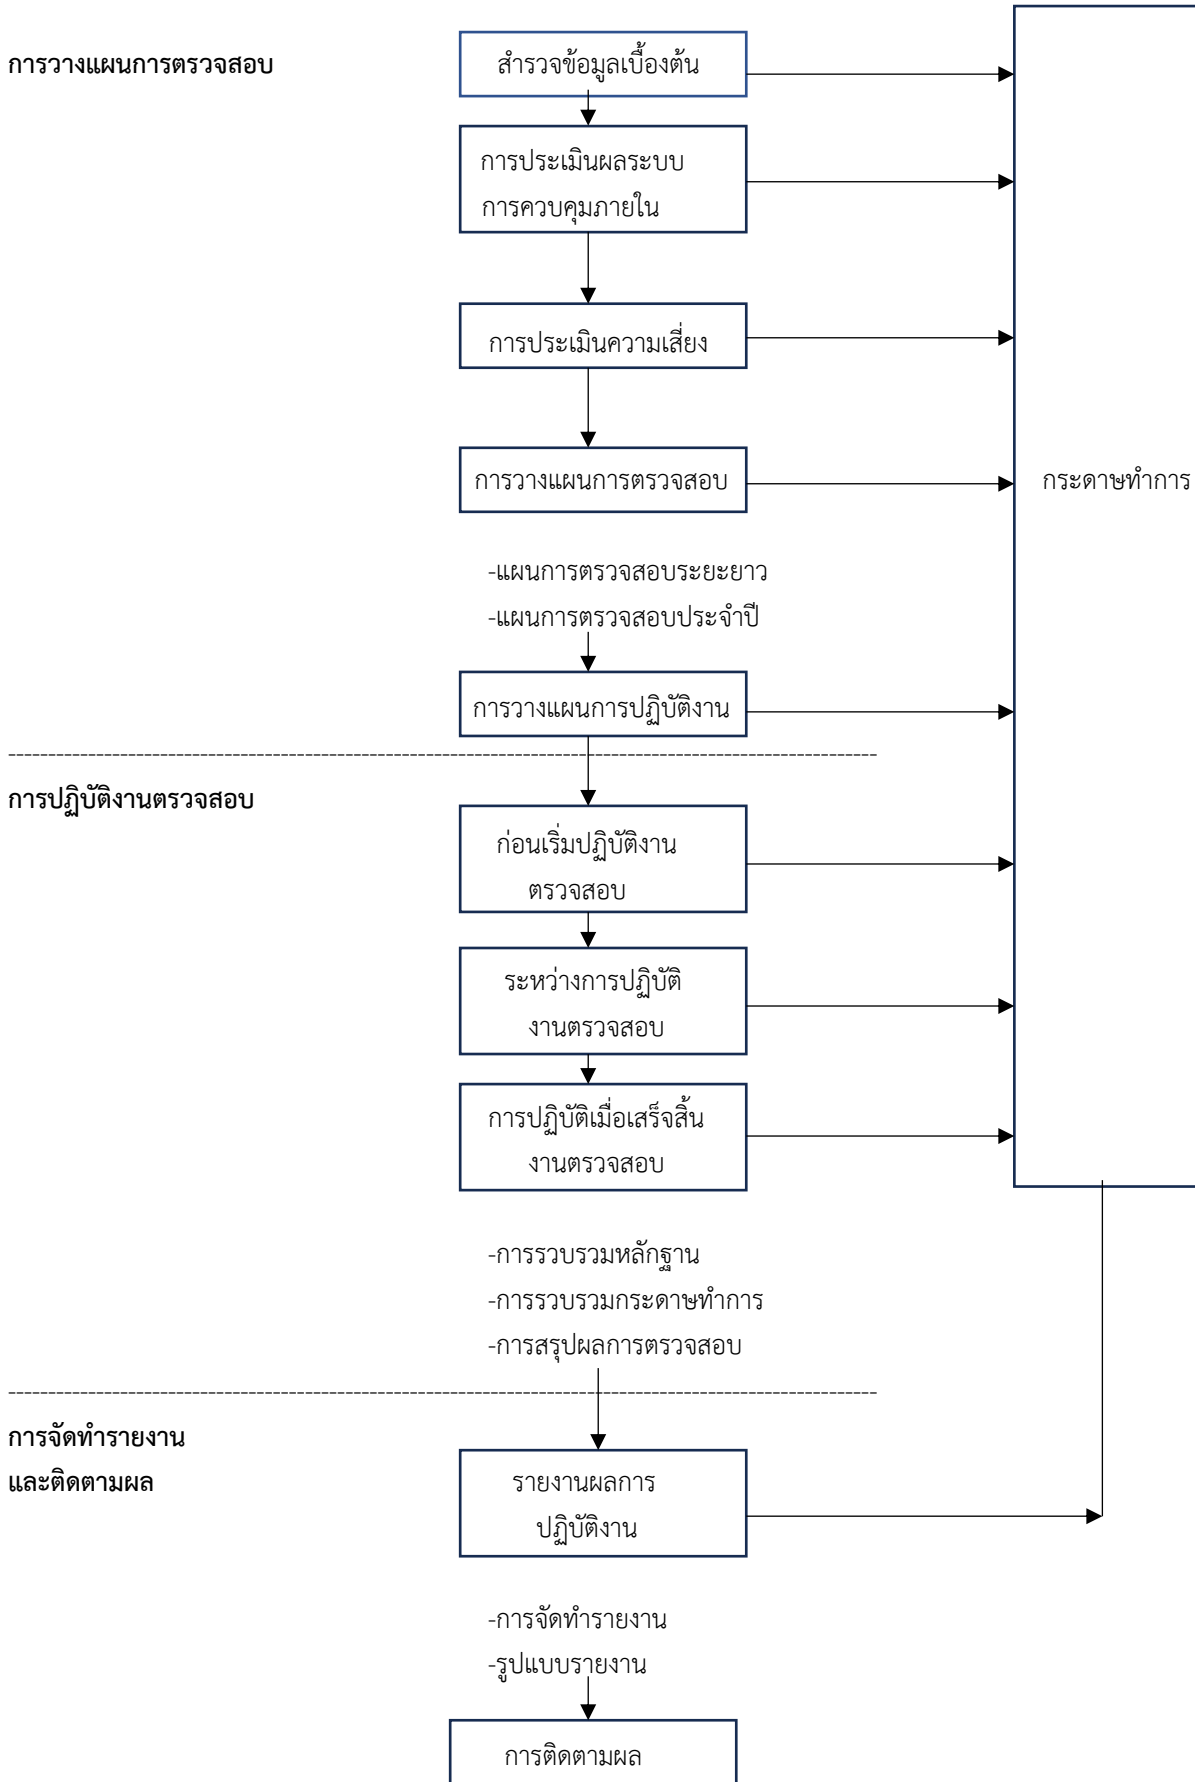 การวางแผนการตรวจสอบ
สำรวจข้อมูลเบื้องต้น
การประเมินผลระบบ
การควบคุมภายใน
การประเมินความเสี่ยง
การวางแผนการตรวจสอบ
กระดาษทำการ
-แผนการตรวจสอบระยะยาว
-แผนการตรวจสอบประจำปี
การวางแผนการปฏิบัติงาน
การปฏิบัติงานตรวจสอบ
ก่อนเริ่มปฏิบัติงาน
ตรวจสอบ
ระหว่างการปฏิบัติ
งานตรวจสอบ
การปฏิบัติเมื่อเสร็จสิ้น
งานตรวจสอบ
-การรวบรวมหลักฐาน
-การรวบรวมกระดาษทำการ
-การสรุปผลการตรวจสอบ
การจัดทำรายงาน
และติดตามผล
รายงานผลการ
ปฏิบัติงาน
-การจัดทำรายงาน
-รูปแบบรายงาน
การติดตามผล